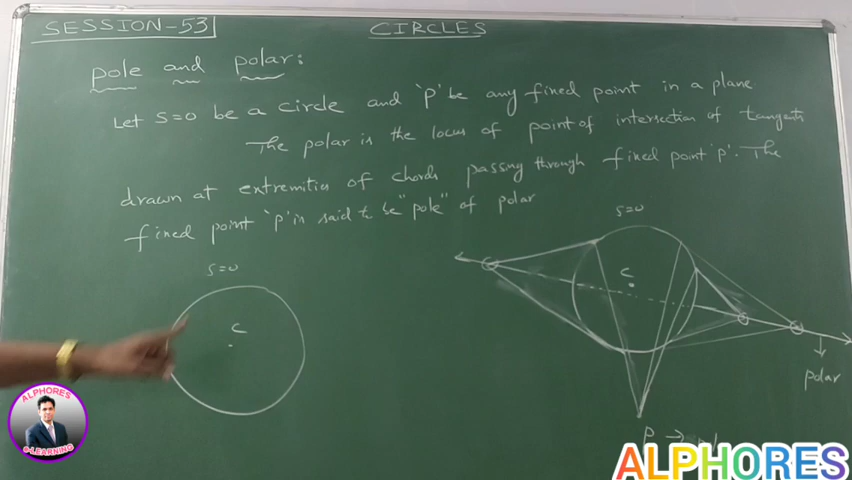 SESSION-53
CIRCLES
pole and polar:
Let S=0 be a circle and 'P' be any fixed point in a plane
The polar is the locus of point of intersection of tangents
drawn at extremities of chords passing through fixed point 'P'. The
fixed point 'P' is said to be "pole" of polar
S=0
S=0
C
C
polar
P →
ALPHORES
e-LEARNING
ALPHORES